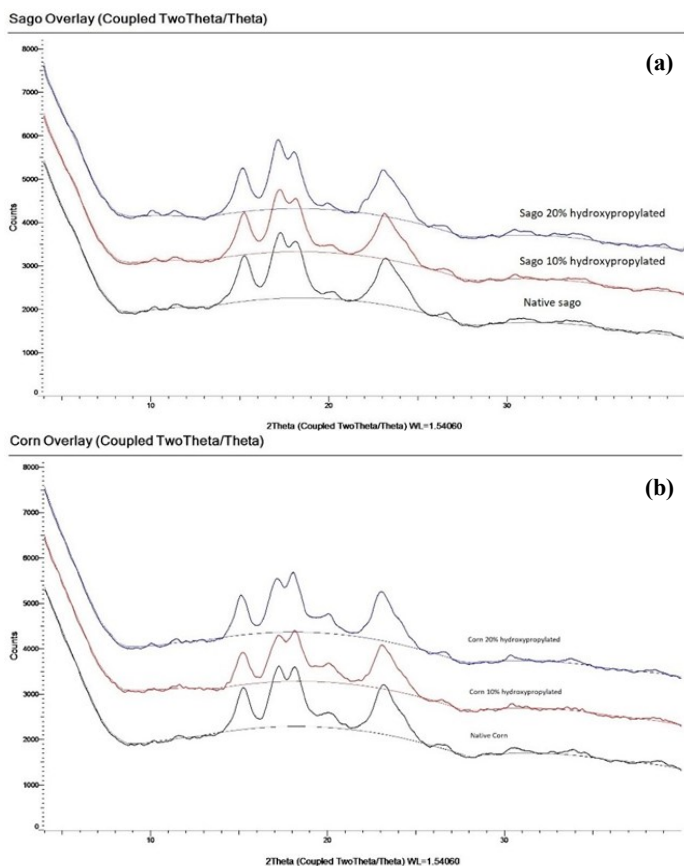 Sago Overlay (Coupled TwoTheta/Theta)
(a)
8000
7000
6000
5000
4000
3000
2000
1000
0
Counts
Sago 20% hydroxypropylated
Sago 10% hydroxypropylated
Native sago
10
20
30
2Theta (Coupled TwoTheta/Theta) WL=1.54060
Corn Overlay (Coupled TwoTheta/Theta)
(b)
8000
7000
6000
5000
4000
3000
2000
1000
0
Counts
Corn 20% hydroxypropylated
Corn 10% hydroxypropylated
Native Corn
10
20
30
2Theta (Coupled TwoTheta/Theta) WL=1.54060